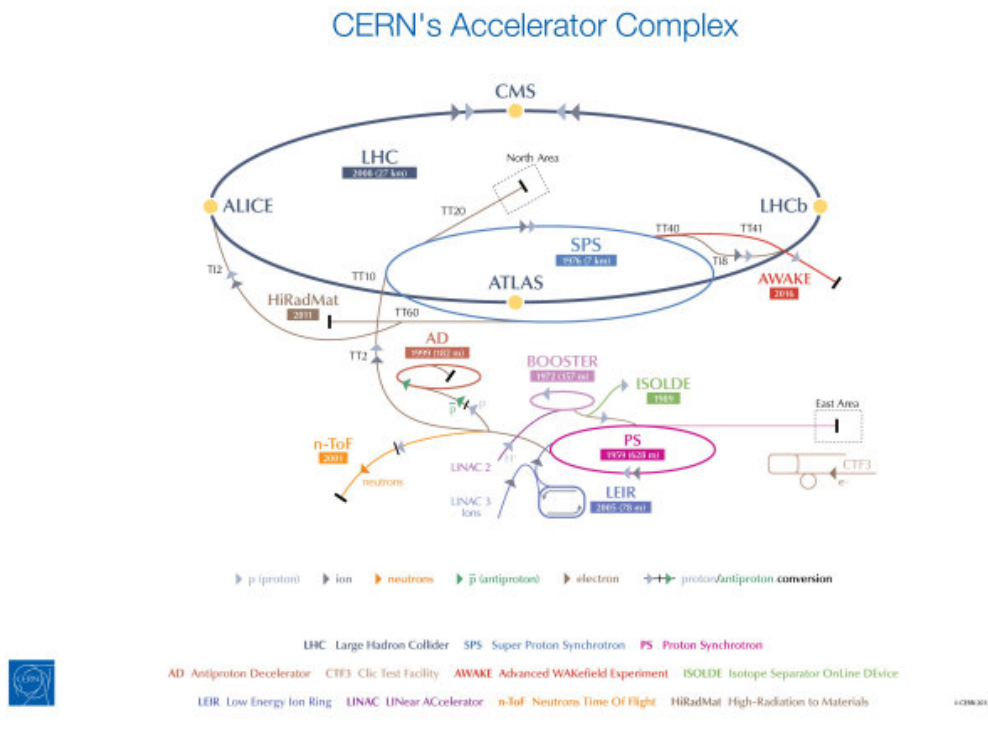 CERN's Accelerator Complex
CMS
LHC
2008 (27 km)
North Area
ALICE
LHCb
TT20
TT40
TT41
SPS
1976 (7 km)
TI8
TI2
TT10
ATLAS
AWAKE
2016
HiRadMat
2011
TT60
AD
1999 (182 m)
TT2
BOOSTER
1972 (157 m)
ISOLDE
1989
p
p̅
East Area
n-ToF
2001
PS
1959 (628 m)
LINAC 2
neutrons
CTF3
e-
LEIR
2005 (78 m)
LINAC 3
Ions
p (proton) ion neutrons p̅ (antiproton) electron proton/antiproton conversion
LHC Large Hadron Collider SPS Super Proton Synchrotron PS Proton Synchrotron
AD Antiproton Decelerator CTF3 Clic Test Facility AWAKE Advanced WAKefield Experiment ISOLDE Isotope Separator OnLine DEvice
LEIR Low Energy Ion Ring LINAC LINear ACcelerator n-ToF Neutrons Time Of Flight HiRadMat High-Radiation to Materials
CERN